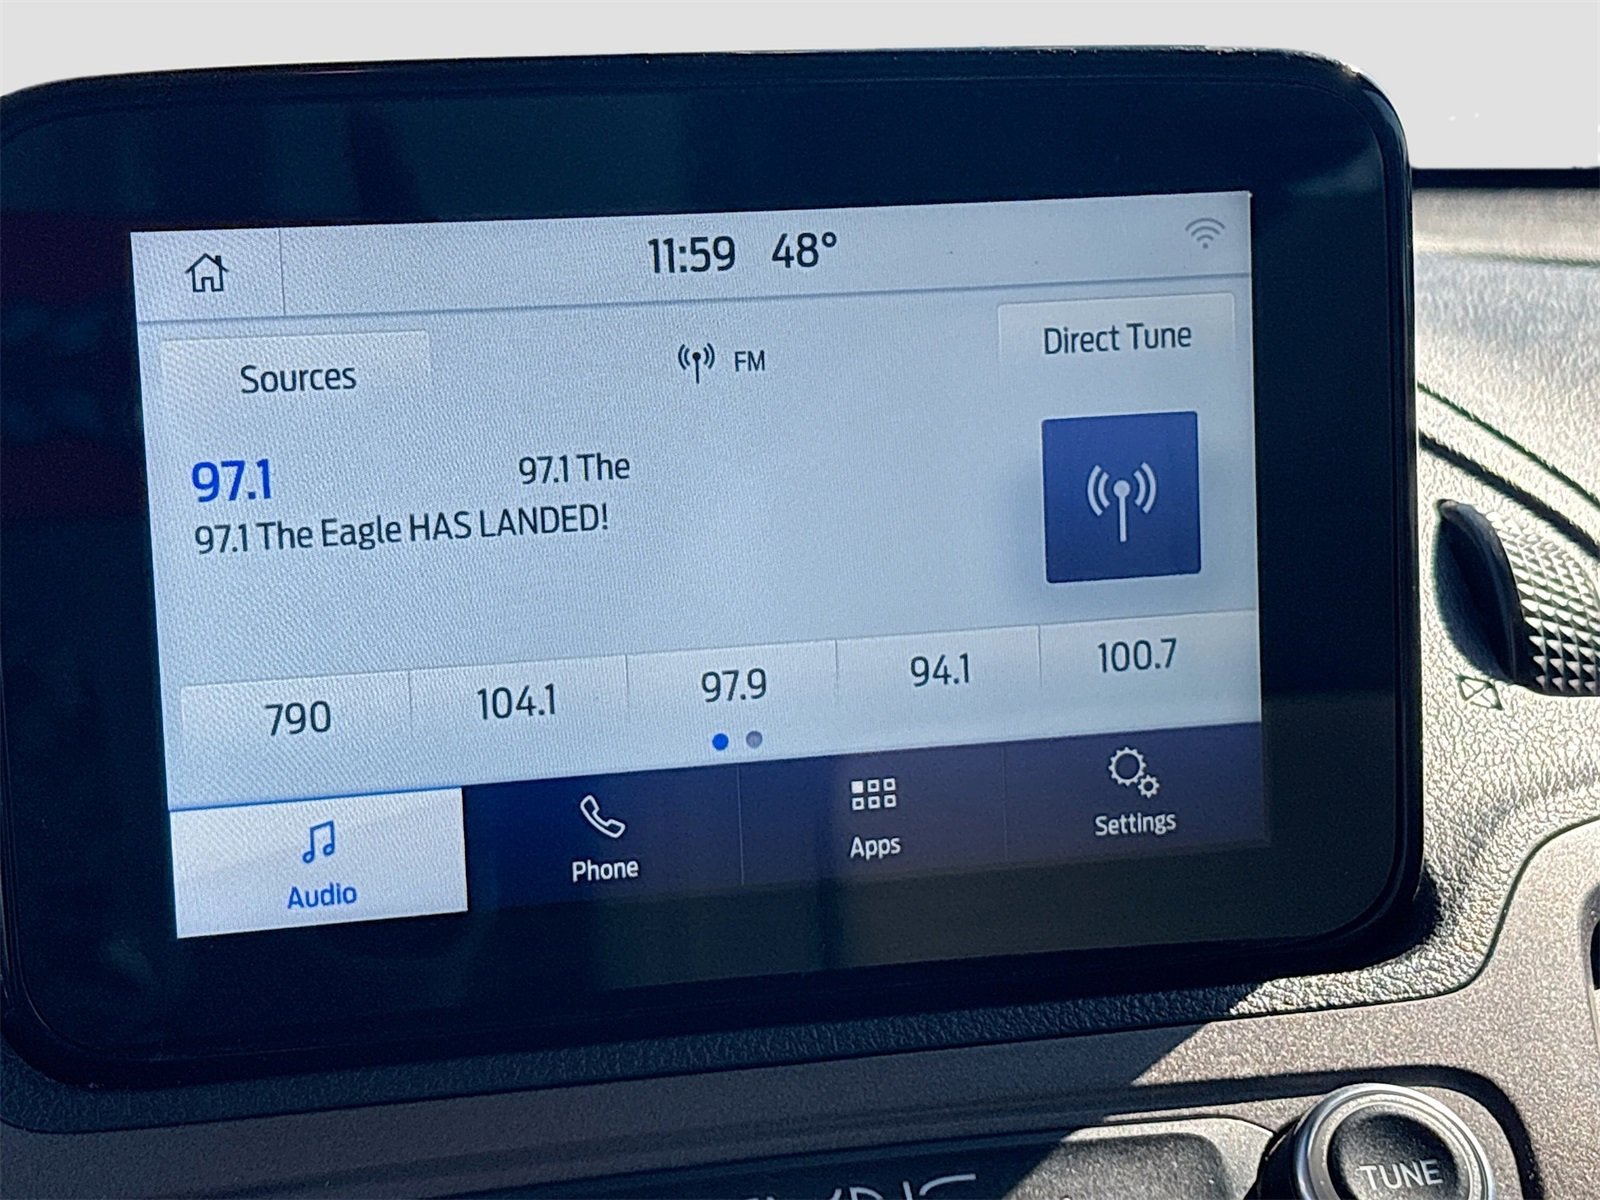 11:59 48°
Sources
FM
Direct Tune
97.1
97.1 The
97.1 The Eagle HAS LANDED!
790
104.1
97.9
94.1
100.7
Audio
Phone
Apps
Settings
TUNE